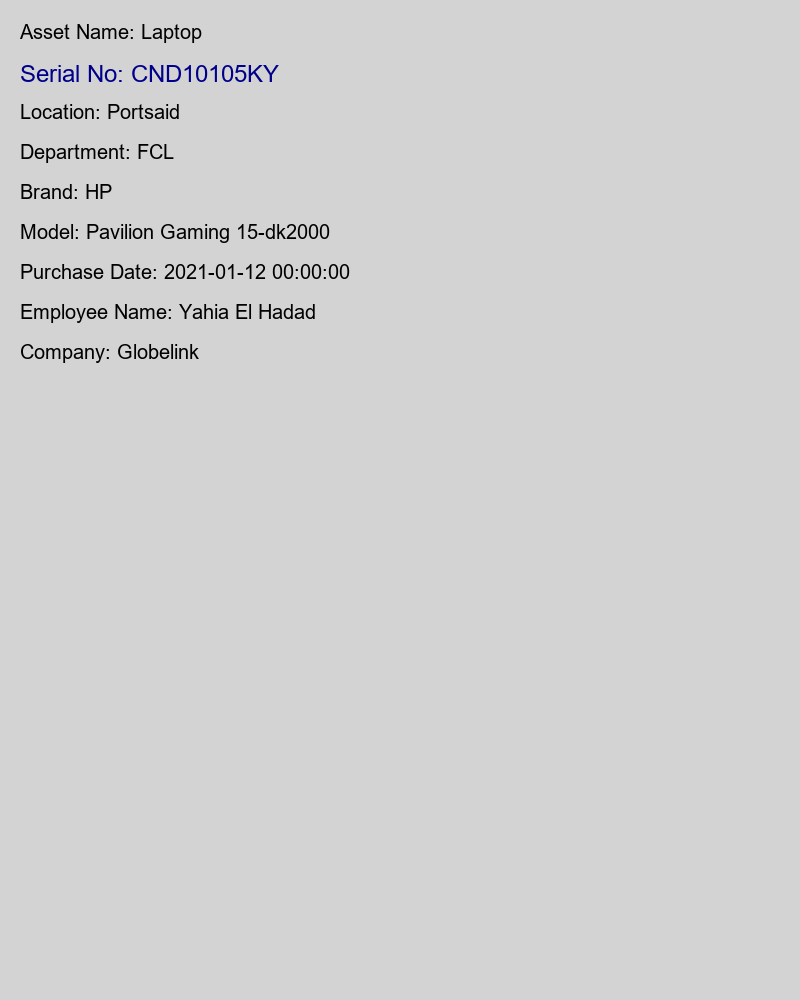 Asset Name: Laptop
Serial No: CND10105KY
Location: Portsaid
Department: FCL
Brand: HP
Model: Pavilion Gaming 15-dk2000
Purchase Date: 2021-01-12 00:00:00
Employee Name: Yahia El Hadad
Company: Globelink